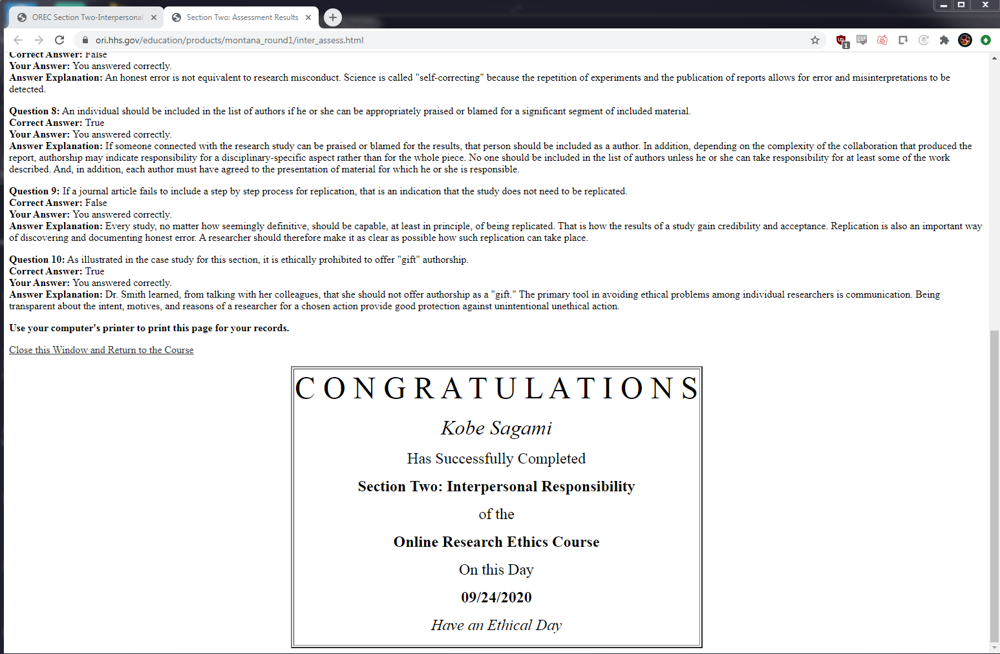 OREC Section Two-Interpersonal
Section Two: Assessment Results
ori.hhs.gov/education/products/montana_round1/inter_assess.html
1
CSS
Correct Answer: False
Your Answer: You answered correctly.
Answer Explanation: An honest error is not equivalent to research misconduct. Science is called "self-correcting" because the repetition of experiments and the publication of reports allows for error and misinterpretations to be
detected.
Question 8: An individual should be included in the list of authors if he or she can be appropriately praised or blamed for a significant segment of included material.
Correct Answer: True
Your Answer: You answered correctly.
Answer Explanation: If someone connected with the research study can be praised or blamed for the results, that person should be included as a author. In addition, depending on the complexity of the collaboration that produced the
report, authorship may indicate responsibility for a disciplinary-specific aspect rather than for the whole piece. No one should be included in the list of authors unless he or she can take responsibility for at least some of the work
described. And, in addition, each author must have agreed to the presentation of material for which he or she is responsible.
Question 9: If a journal article fails to include a step by step process for replication, that is an indication that the study does not need to be replicated.
Correct Answer: False
Your Answer: You answered correctly.
Answer Explanation: Every study, no matter how seemingly definitive, should be capable, at least in principle, of being replicated. That is how the results of a study gain credibility and acceptance. Replication is also an important way
of discovering and documenting honest error. A researcher should therefore make it as clear as possible how such replication can take place.
Question 10: As illustrated in the case study for this section, it is ethically prohibited to offer "gift" authorship.
Correct Answer: True
Your Answer: You answered correctly.
Answer Explanation: Dr. Smith learned, from talking with her colleagues, that she should not offer authorship as a "gift." The primary tool in avoiding ethical problems among individual researchers is communication. Being
transparent about the intent, motives, and reasons of a researcher for a chosen action provide good protection against unintentional unethical action.
Use your computer's printer to print this page for your records.
Close this Window and Return to the Course
CONGRATULATIONS
Kobe Sagami
Has Successfully Completed
Section Two: Interpersonal Responsibility
of the
Online Research Ethics Course
On this Day
09/24/2020
Have an Ethical Day